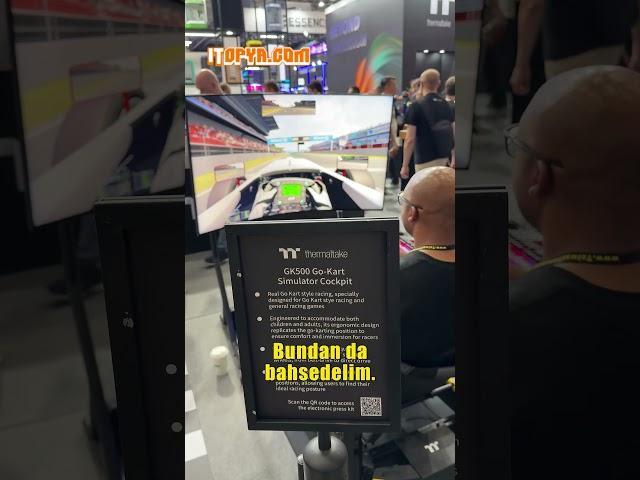 ESSENC
thermaltake
ITOPYA.COM
thermaltake
GK500 Go-Kart
Simulator Cockpit
Real Go Kart style racing, specially
designed for Go Kart stye racing and
general racing games
Engineered to accommodate both
children and adults, its ergonomic design
replicates the go-karting position to
ensure comfort and immersion for racers
Bundan da
bahsedelim.
positions, allowing users to find their
ideal racing posture
Scan the QR code to access
the electronic press kit